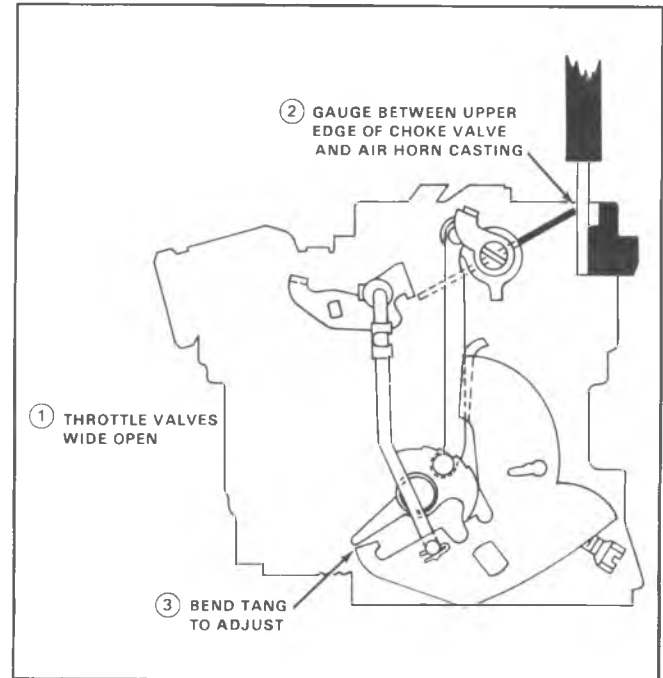 2 GAUGE BETWEEN UPPER
EDGE OF CHOKE VALVE
AND AIR HORN CASTING
1 THROTTLE VALVES
WIDE OPEN
3 BEND TANG
TO ADJUST